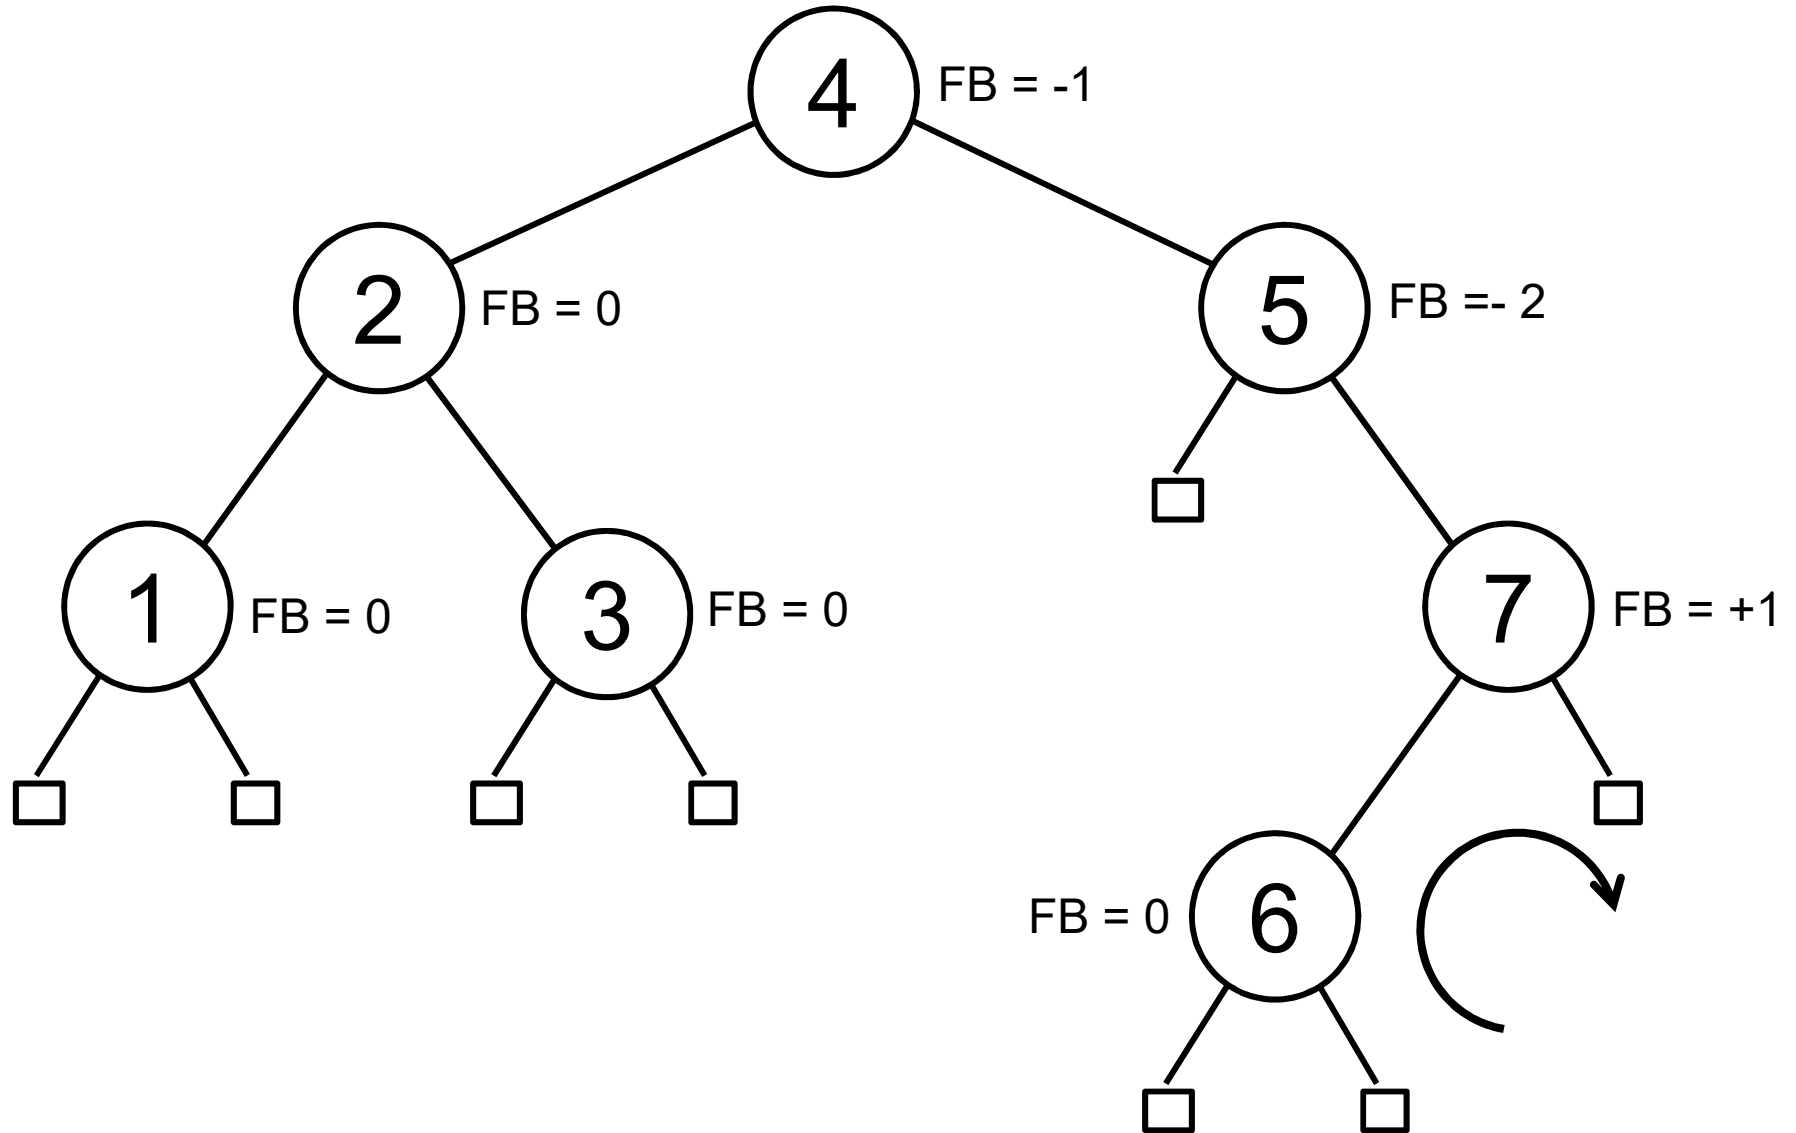 4
FB = -1
2
FB = 0
5
FB =- 2
1
FB = 0
3
FB = 0
7
FB = +1
FB = 0
6